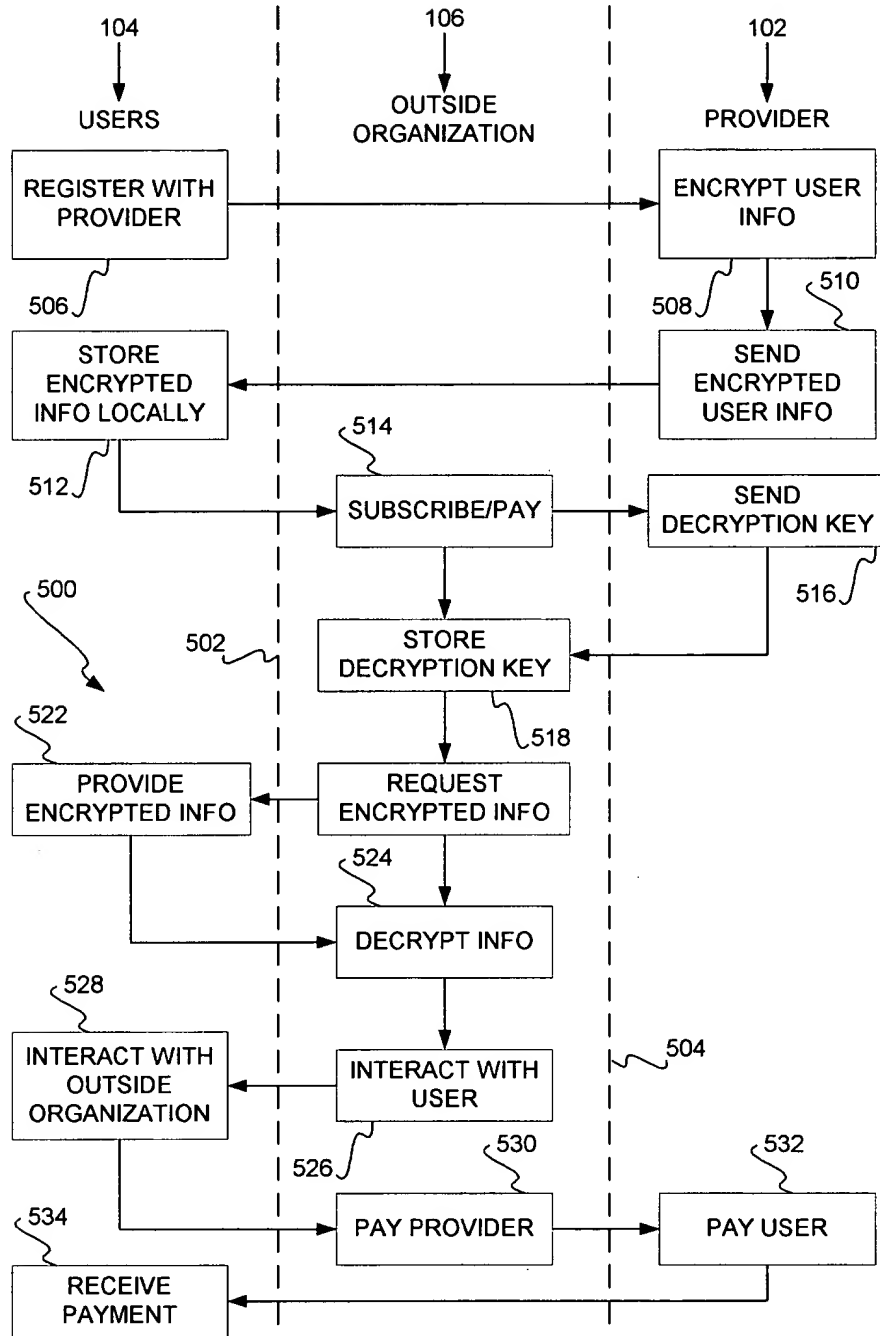 104
106
102
USERS
OUTSIDE
ORGANIZATION
PROVIDER
REGISTER WITH
PROVIDER
ENCRYPT USER
INFO
506
508
510
STORE
ENCRYPTED
INFO LOCALLY
SEND
ENCRYPTED
USER INFO
512
514
SUBSCRIBE/PAY
SEND
DECRYPTION KEY
516
500
502
STORE
DECRYPTION KEY
518
522
PROVIDE
ENCRYPTED INFO
REQUEST
ENCRYPTED INFO
524
DECRYPT INFO
528
INTERACT WITH
OUTSIDE
ORGANIZATION
INTERACT WITH
USER
504
526
530
532
534
PAY PROVIDER
PAY USER
RECEIVE
PAYMENT